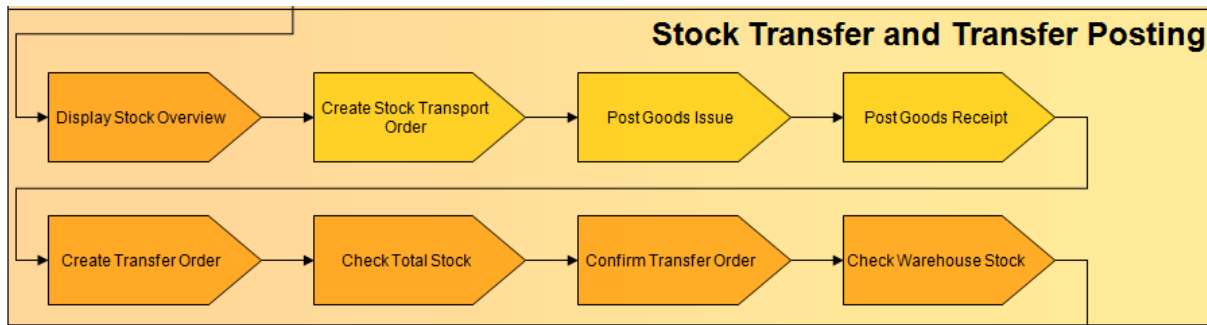 Stock Transfer and Transfer Posting
Display Stock Overview
Create Stock Transport
Order
Post Goods Issue
Post Goods Receipt
Create Transfer Order
Check Total Stock
Confirm Transfer Order
Check Warehouse Stock